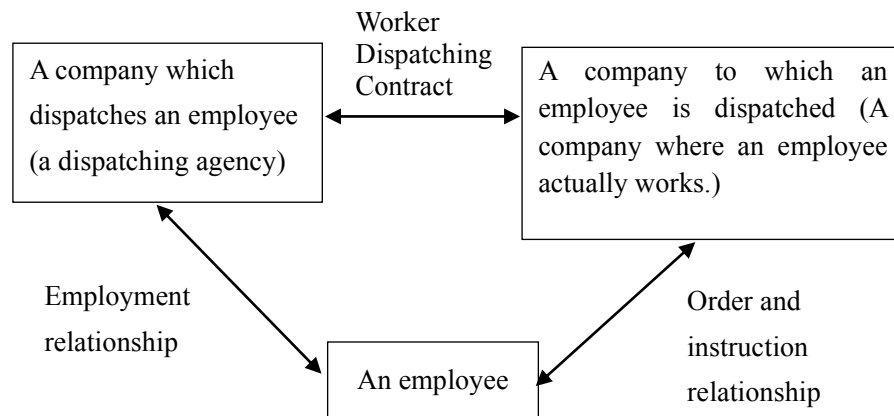 Worker
Dispatching
Contract
A company which
dispatches an employee
(a dispatching agency)
A company to which an
employee is dispatched (A
company where an employee
actually works.)
Employment
relationship
Order and
instruction
relationship
An employee